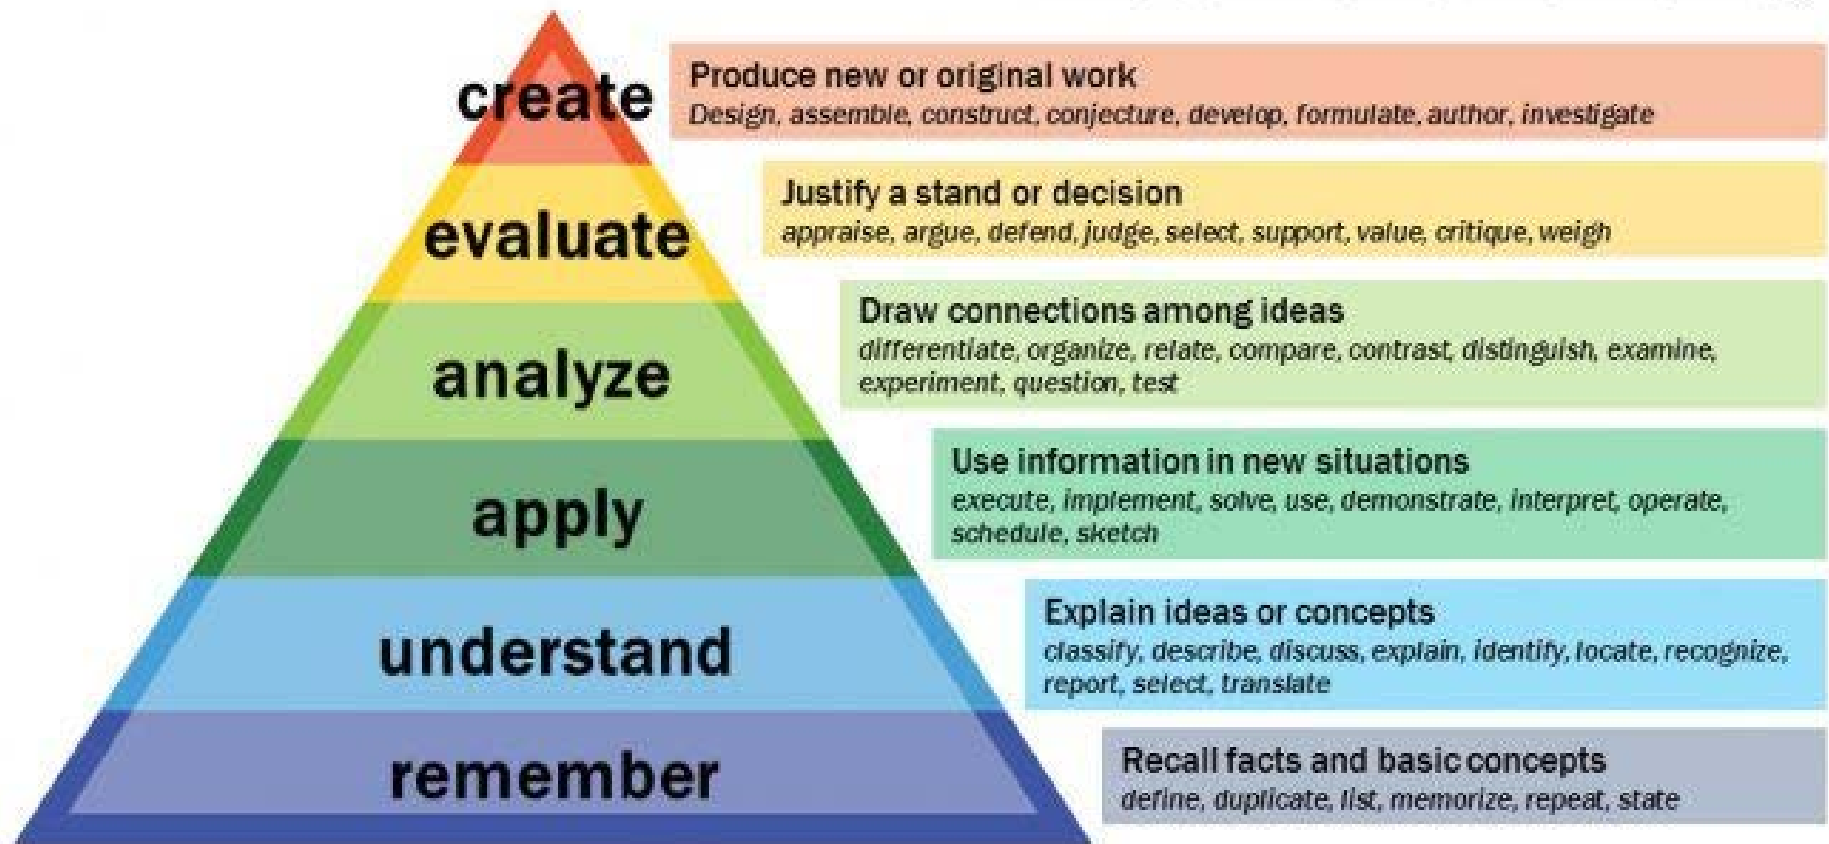 create
Produce new or original work
Design, assemble, construct, conjecture, develop, formulate, author, investigate
evaluate
Justify a stand or decision
appraise, argue, defend, judge, select, support, value, critique, weigh
analyze
Draw connections among ideas
differentiate, organize, relate, compare, contrast, distinguish, examine,
experiment, question, test
apply
Use information in new situations
execute, implement, solve, use, demonstrate, interpret, operate,
schedule, sketch
understand
Explain ideas or concepts
classify, describe, discuss, explain, identify, locate, recognize,
report, select, translate
remember
Recall facts and basic concepts
define, duplicate, list, memorize, repeat, state